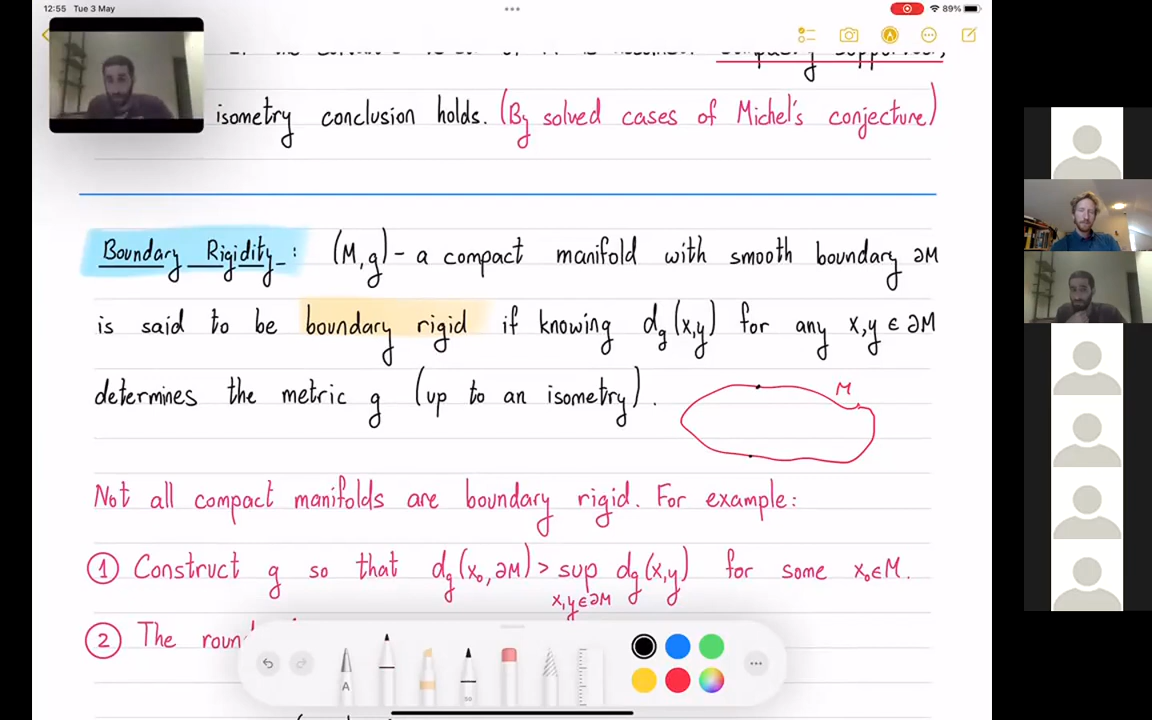 12:55 Tue 3 May
89%
isometry conclusion holds. (By solved cases of Michel's conjecture)
Boundary Rigidity: (M,g) - a compact manifold with smooth boundary ∂M
is said to be boundary rigid if knowing d_g(x,y) for any x,y ∈ ∂M
determines the metric g (up to an isometry).
M
Not all compact manifolds are boundary rigid. For example:
① Construct g so that d_g(x₀,∂M) > sup d_g(x,y) for some x₀∈M.
x,y∈∂M
② The roun
A
50